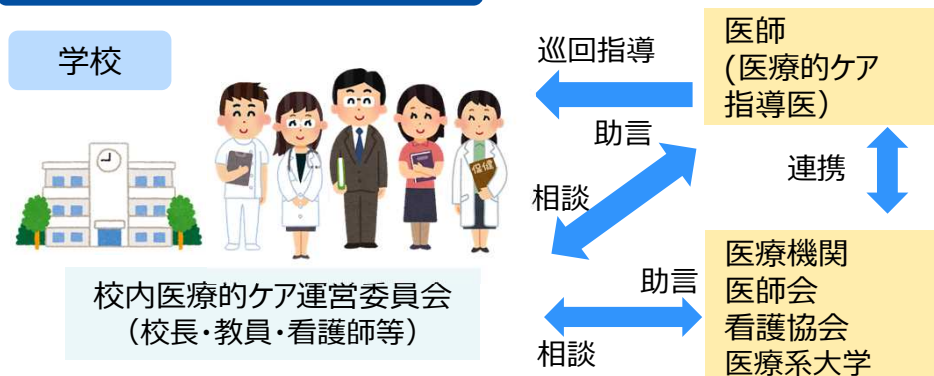 学校
保健
校内医療的ケア運営委員会
（校長・教員・看護師等）
巡回指導
助言
相談
医師
(医療的ケア
指導医）
連携
助言
相談
医療機関
医師会
看護協会
医療系大学